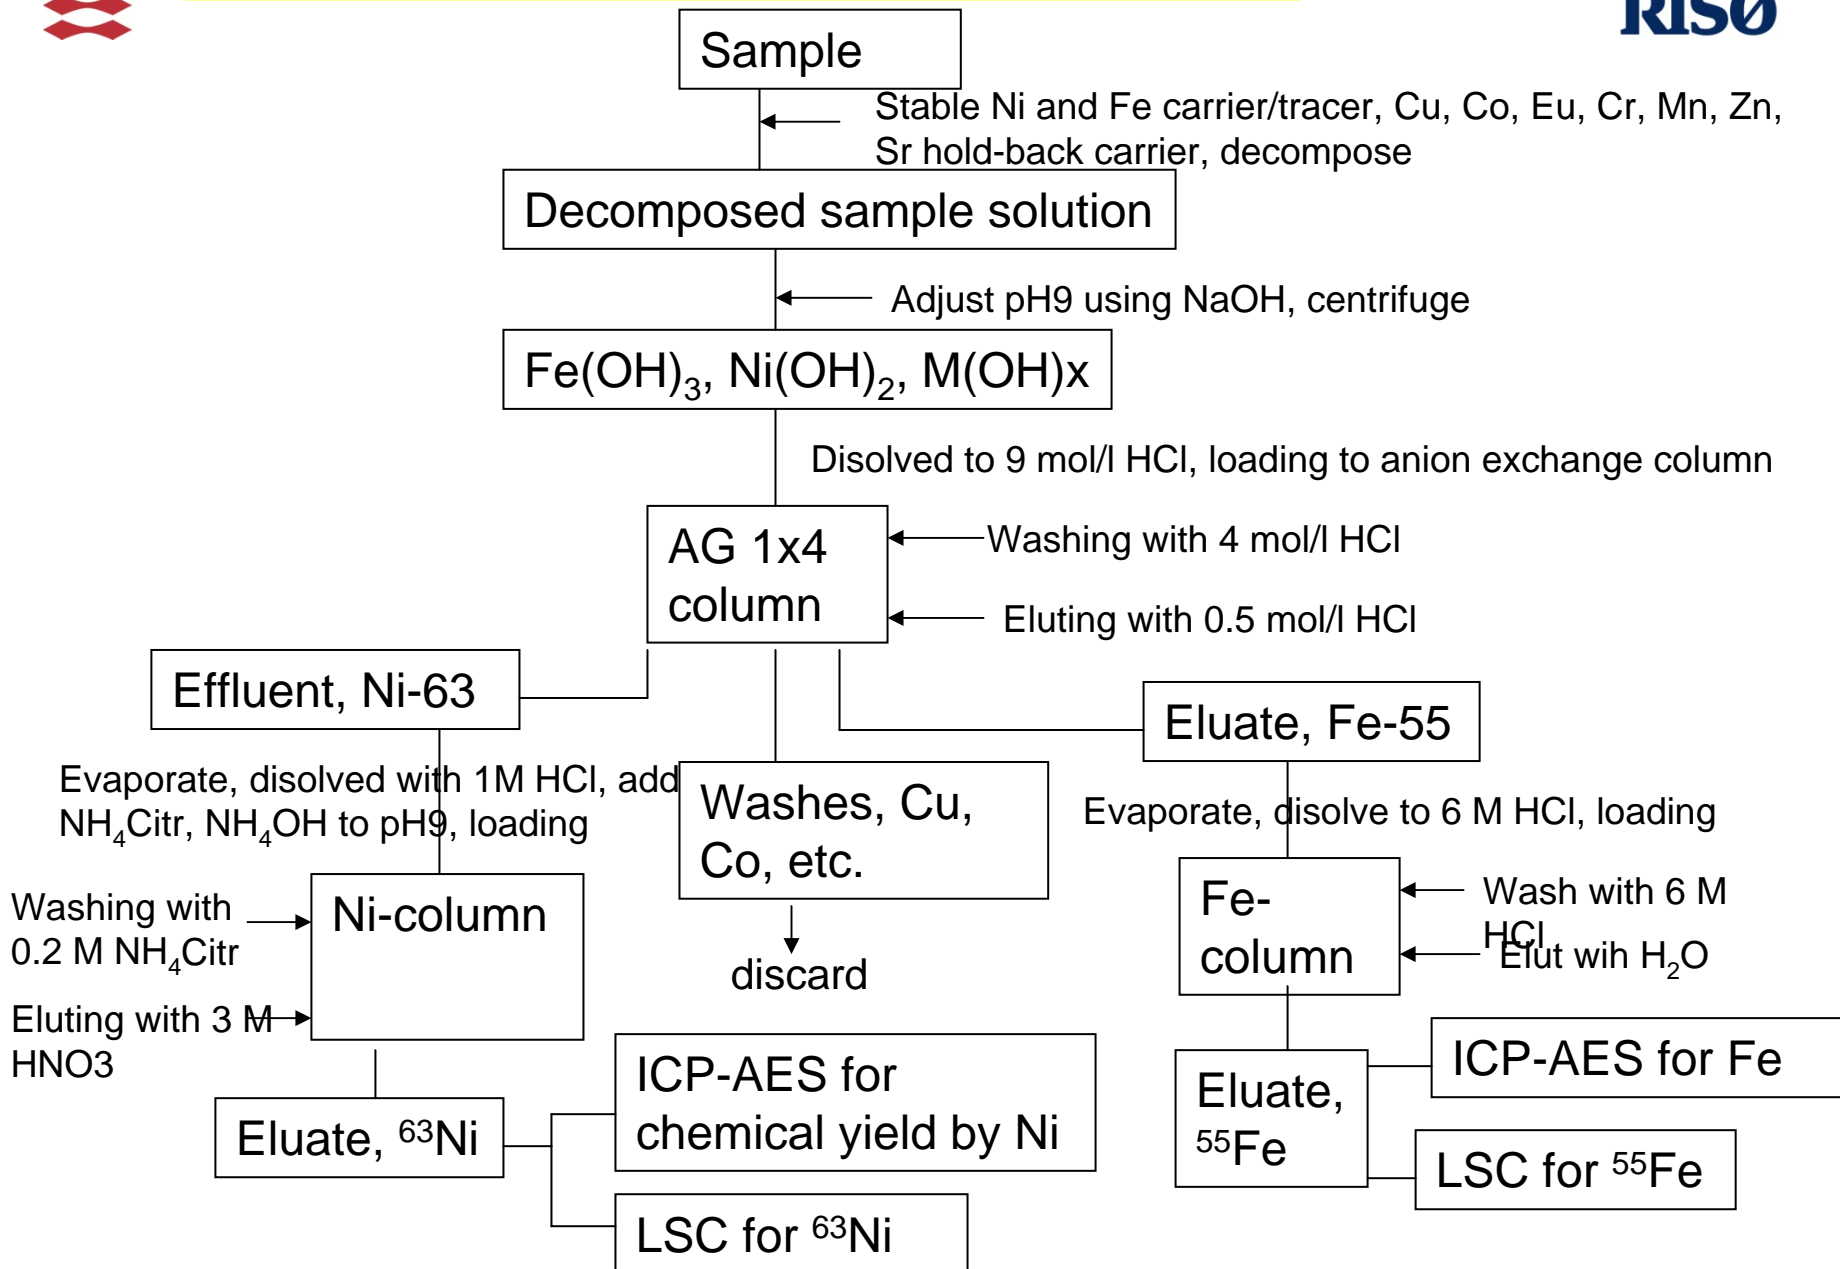 RISØ
Sample
Stable Ni and Fe carrier/tracer, Cu, Co, Eu, Cr, Mn, Zn,
Sr hold-back carrier, decompose
Decomposed sample solution
Adjust pH9 using NaOH, centrifuge
Fe(OH)₃, Ni(OH)₂, M(OH)x
Disolved to 9 mol/l HCl, loading to anion exchange column
AG 1x4
column
Washing with 4 mol/l HCl
Eluting with 0.5 mol/l HCl
Effluent, Ni-63
Eluate, Fe-55
Evaporate, disolved with 1M HCl, add
NH₄Citr, NH₄OH to pH9, loading
Washes, Cu,
Co, etc.
Evaporate, disolve to 6 M HCl, loading
Washing with
0.2 M NH₄Citr
Ni-column
Fe-
column
Wash with 6 M
HCl
Elut wih H₂O
discard
Eluting with 3 M
HNO3
ICP-AES for
chemical yield by Ni
ICP-AES for Fe
Eluate, ⁶³Ni
Eluate,
⁵⁵Fe
LSC for ⁵⁵Fe
LSC for ⁶³Ni